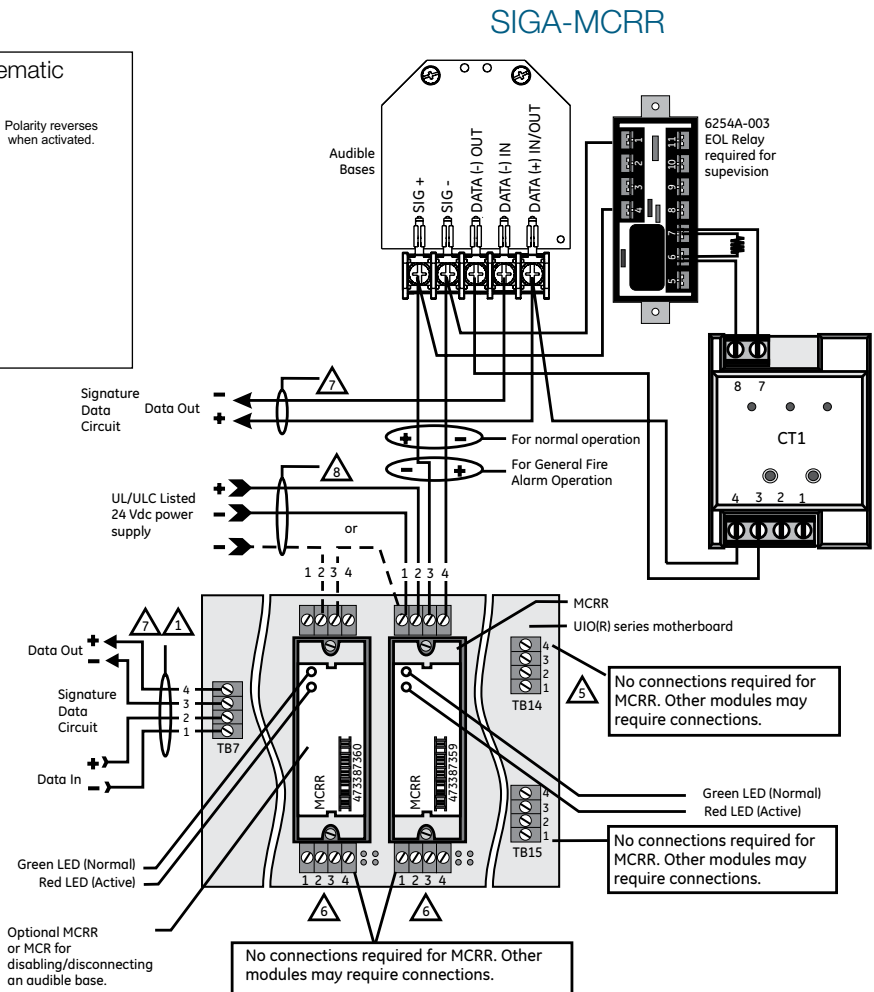 SIGA-MCRR
ematic
Polarity reverses
when activated.
Audible
Bases
SIG +
SIG -
DATA (-) OUT
DATA (-) IN
DATA (+) IN/OUT
1
2
3
4
11
10
9
8
7
6
5
6254A-003
EOL Relay
required for
supevision
8 7
CT1
4 3 2 1
Signature
Data
Circuit
Data Out
-
+
7
+ -
For normal operation
- +
For General Fire
Alarm Operation
8
UL/ULC Listed
24 Vdc power
supply
+
-
or
-
1 2 3 4
1 2 3 4
MCRR
UIO(R) series motherboard
7 1
Data Out
+
-
Signature
Data
Circuit
+
-
Data In
4
3
2
1
TB7
MCRR
473387360
MCRR
473387359
4
3
2
1
TB14
5
No connections required for
MCRR. Other modules may
require connections.
Green LED (Normal)
Red LED (Active)
4
3
2
1
TB15
No connections required for
MCRR. Other modules may
require connections.
Green LED (Normal)
Red LED (Active)
1 2 3 4
1 2 3 4
6
6
Optional MCRR
or MCR for
disabling/disconnecting
an audible base.
No connections required for MCRR. Other
modules may require connections.